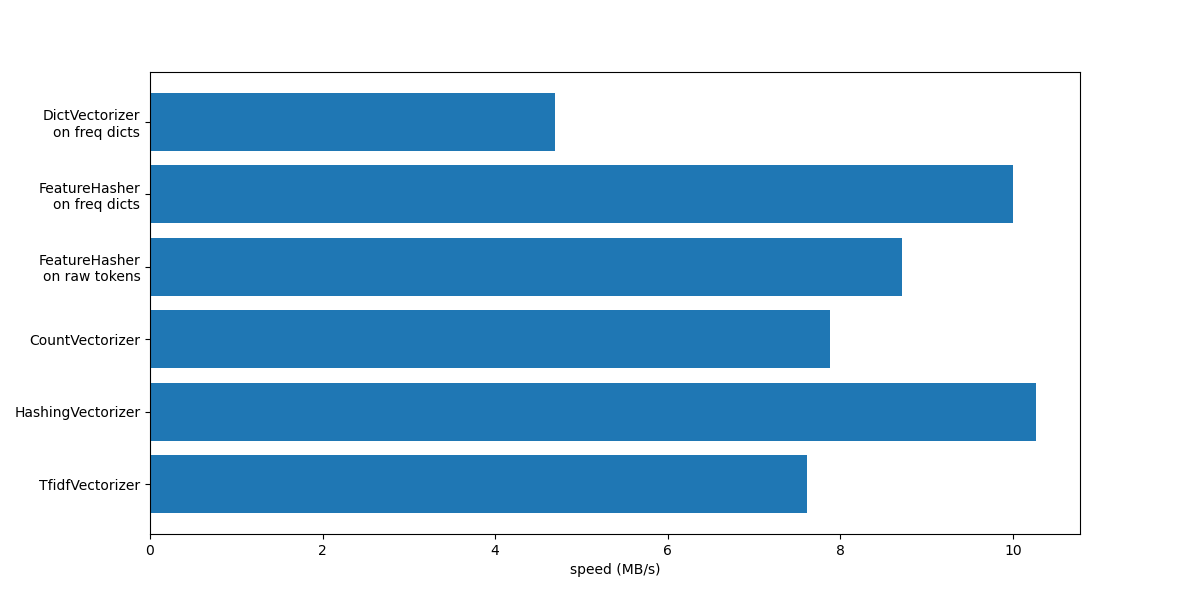 DictVectorizer
on freq dicts
FeatureHasher
on freq dicts
FeatureHasher
on raw tokens
CountVectorizer
HashingVectorizer
TfidfVectorizer
0 2 4 6 8 10
speed (MB/s)